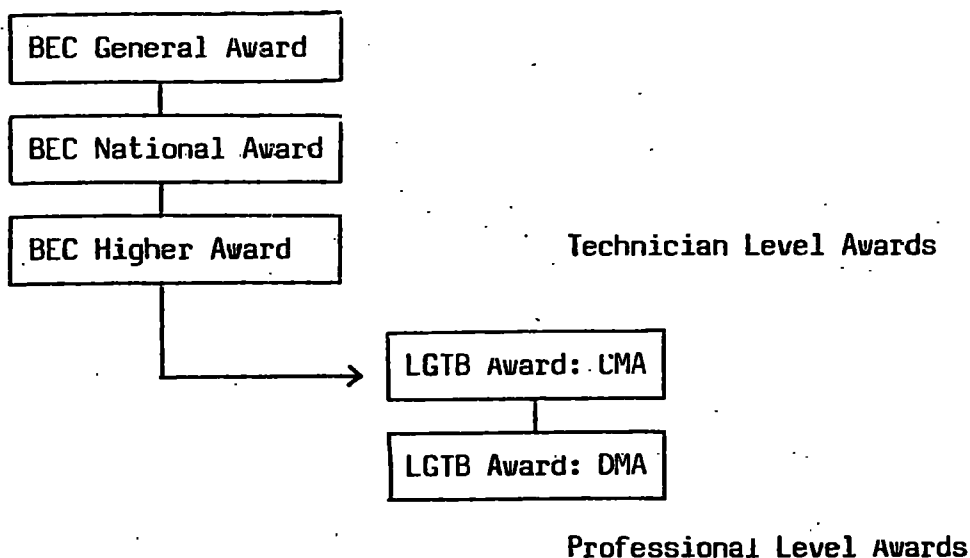 BEC General Award
BEC National Award
BEC Higher Award
Technician Level Awards
LGTB Award: CMA
LGTB Award: DMA
Professional Level Awards